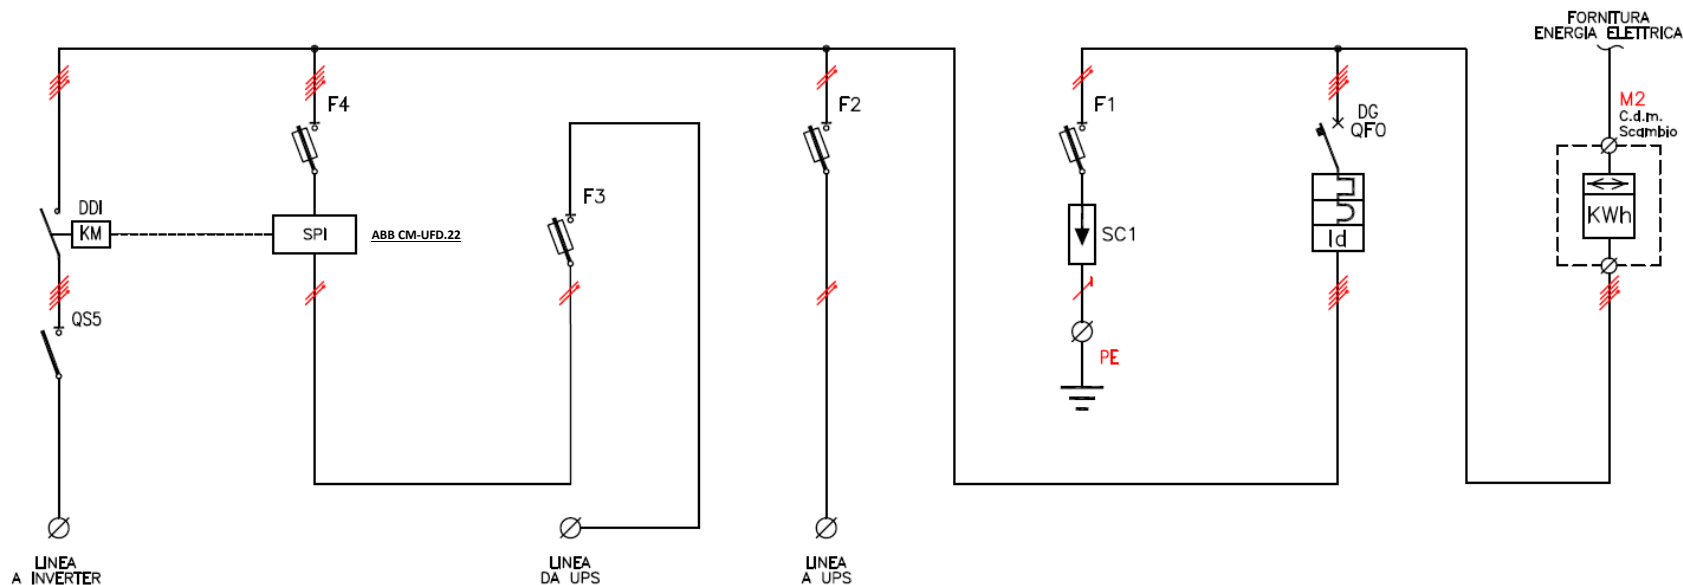 FORNITURA
ENERGIA ELETTRICA
M2
C.d.m.
Scambio
KWh
F4
F2
F1
DG
QF0
F3
DDI
KM
SPI
ABB CM-UFD.22
SC1
Id
QS5
PE
LINEA
A INVERTER
LINEA
DA UPS
LINEA
A UPS